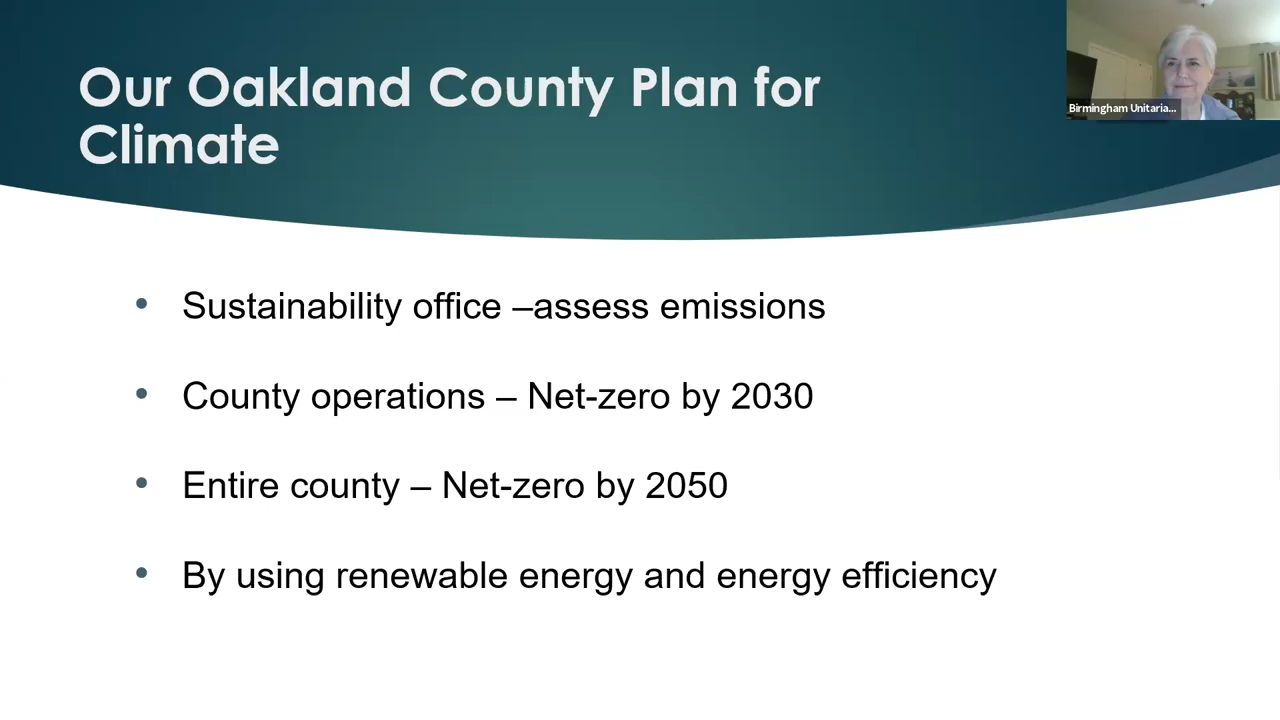 Our Oakland County Plan for
Climate
Birmingham Unitaria...
• Sustainability office –assess emissions
• County operations – Net-zero by 2030
• Entire county – Net-zero by 2050
• By using renewable energy and energy efficiency